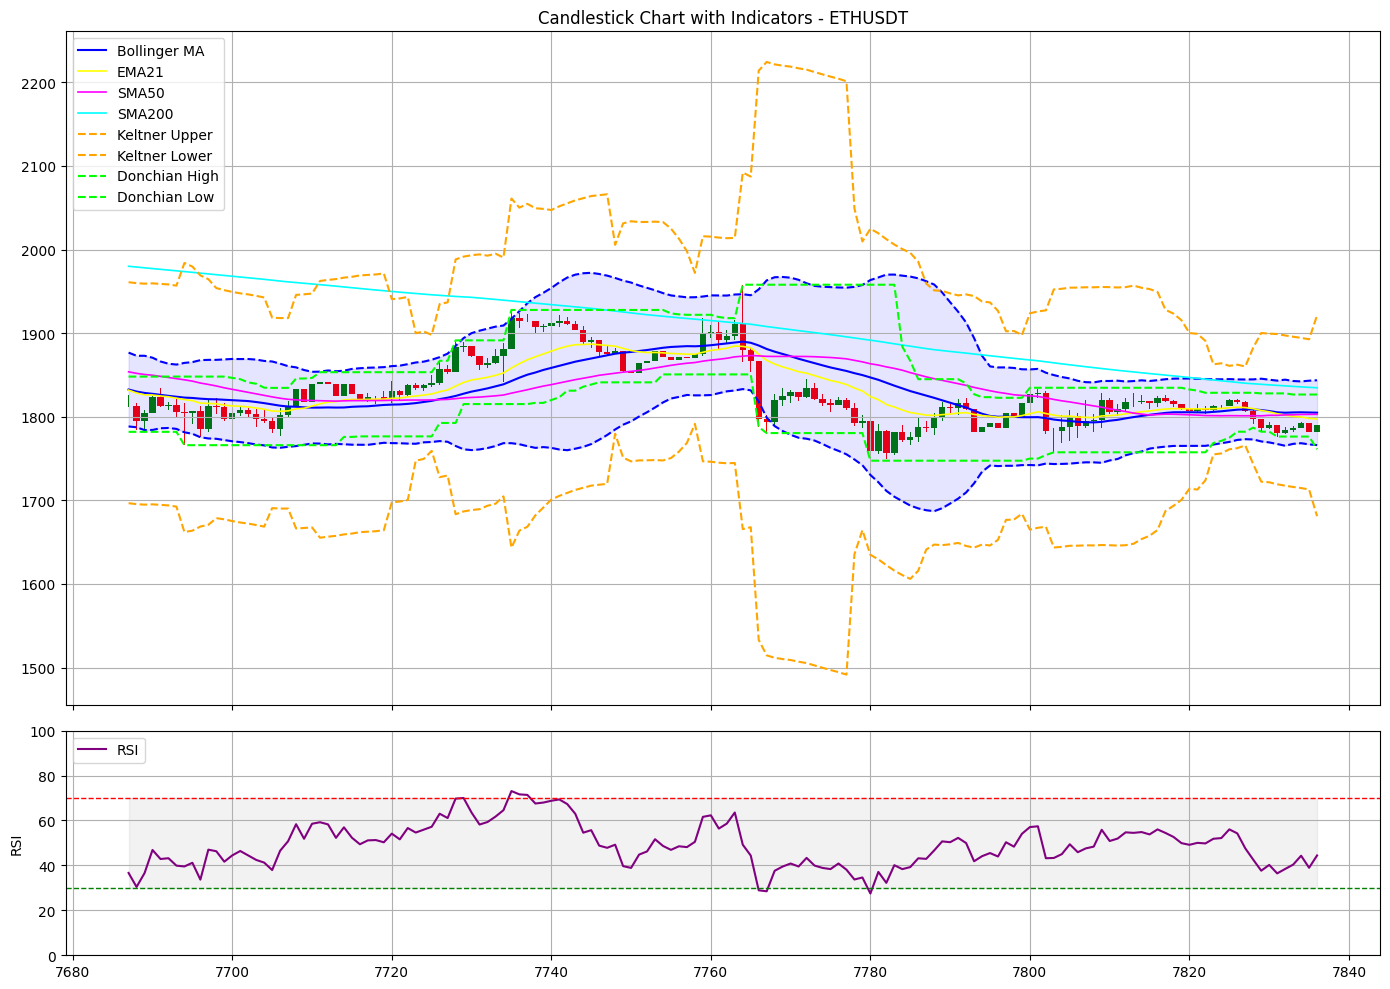 Candlestick Chart with Indicators - ETHUSDT
Bollinger MA
EMA21
SMA50
SMA200
Keltner Upper
Keltner Lower
Donchian High
Donchian Low
2200
2100
2000
1900
1800
1700
1600
1500
RSI
100
80
60
40
20
0
RSI
7680 7700 7720 7740 7760 7780 7800 7820 7840